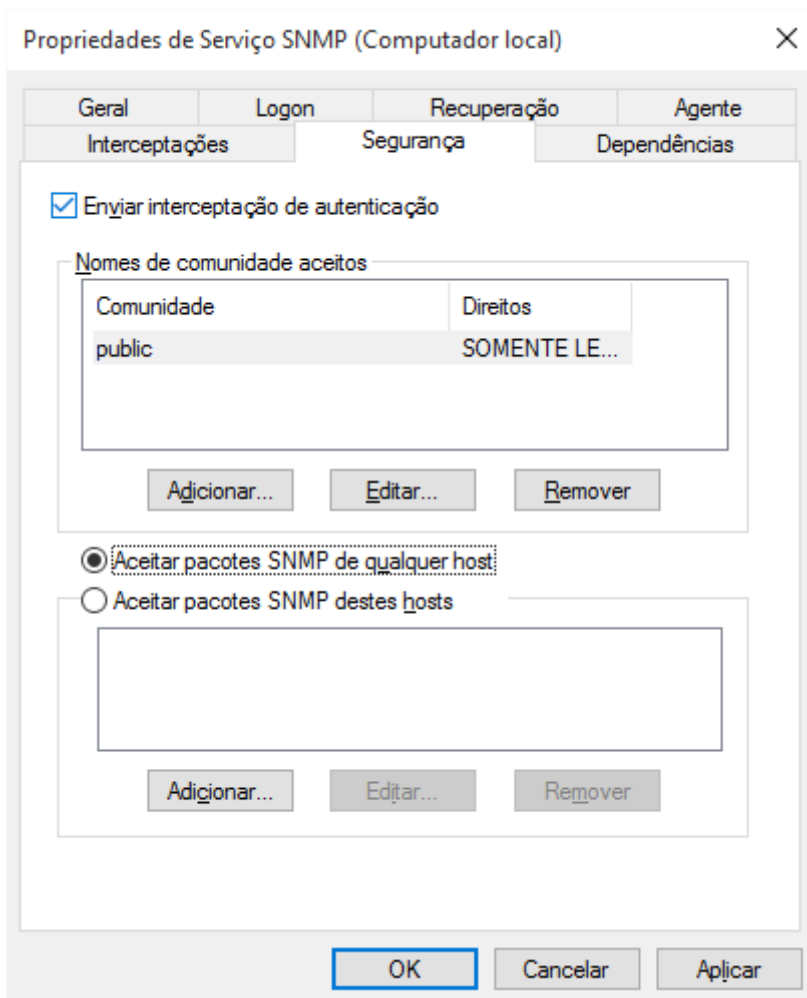 Propriedades de Serviço SNMP (Computador local)
Geral Logon Recuperação Agente
Interceptações Segurança Dependências
Enviar interceptação de autenticação
Nomes de comunidade aceitos
Comunidade Direitos
public SOMENTE LE...
Adicionar... Editar... Remover
Aceitar pacotes SNMP de qualquer host
Aceitar pacotes SNMP destes hosts
Adicionar... Editar... Remover
OK Cancelar Aplicar